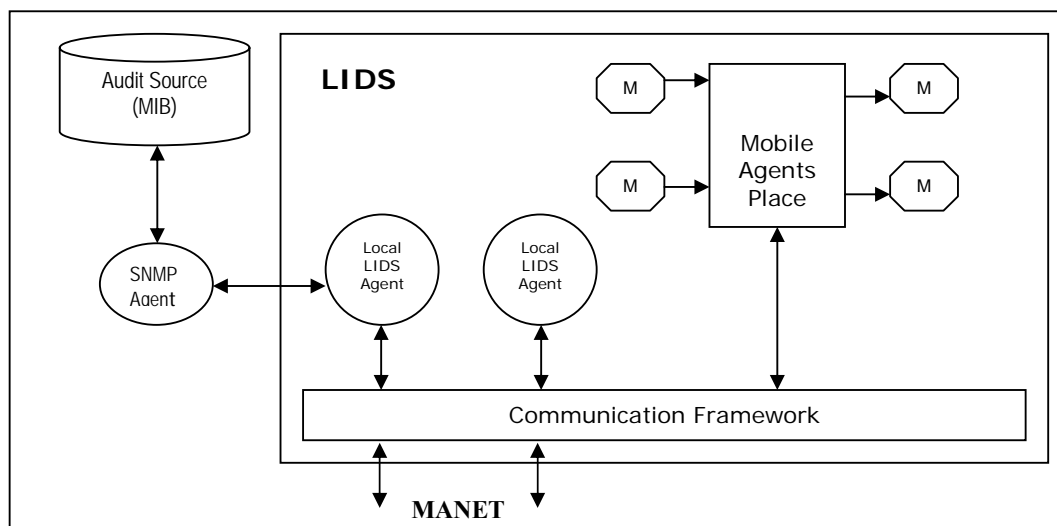 Audit Source
(MIB)
LIDS
M
M
Mobile
Agents
Place
M
M
SNMP
Agent
Local
LIDS
Agent
Local
LIDS
Agent
Communication Framework
MANET